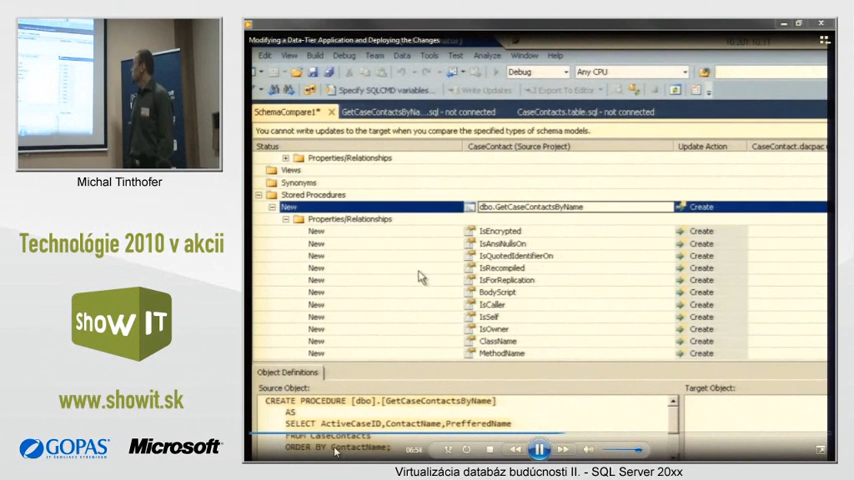 Michal Tinthofer
Technológie 2010 v akcii
Show IT
www.showit.sk
GOPAS
Microsoft
Modifying a Data-Tier Application and Deploying the Changes
Edit View Build Debug Team Data Tools Test Analyze Window Help
Debug Any CPU
Specify SQLCMD variables... Write Updates Export To Editor
SchemaCompare1* GetCaseContactsByNa....sql - not connected CaseContacts.table.sql - not connected
You cannot write updates to the target when you compare the specified types of schema models.
Status CaseContact (Source Project) Update Action CaseContact.dacpac
Properties/Relationships
Views
Synonyms
Stored Procedures
New dbo.GetCaseContactsByName Create
Properties/Relationships
New IsEncrypted Create
New IsAnsiNullsOn Create
New IsQuotedIdentifierOn Create
New IsRecompiled Create
New IsForReplication Create
New BodyScript Create
New IsCaller Create
New IsSelf Create
New IsOwner Create
New ClassName Create
New MethodName Create
Object Definitions
Source Object: Target Object:
CREATE PROCEDURE [dbo].[GetCaseContactsByName]
AS
SELECT ActiveCaseID,ContactName,PrefferedName
FROM CaseContacts
ORDER BY ContactName;
06:54
Virtualizácia databáz budúcnosti II. - SQL Server 20xx